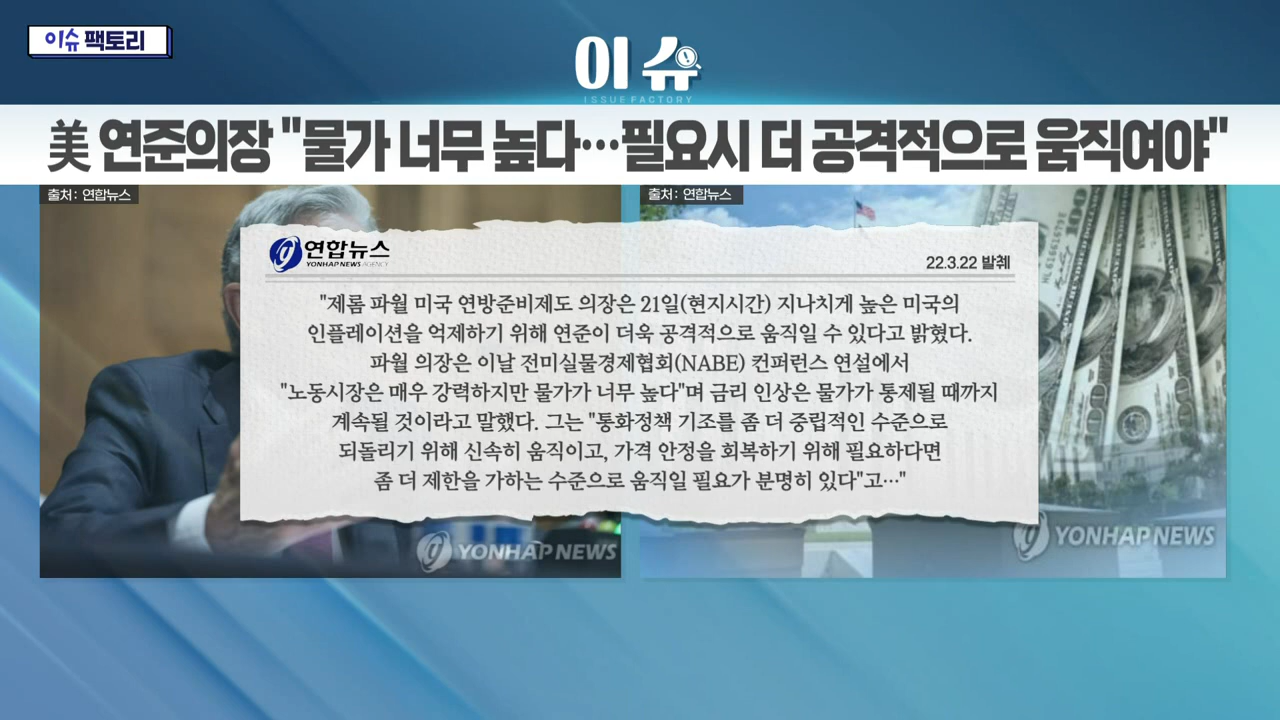 이슈 팩토리
이슈
ISSUE FACTORY
美 연준의장 "물가 너무 높다…필요시 더 공격적으로 움직여야"
출처: 연합뉴스
출처: 연합뉴스
연합뉴스
YONHAP NEWS AGENCY
22.3.22 발췌
"제롬 파월 미국 연방준비제도 의장은 21일(현지시간) 지나치게 높은 미국의
인플레이션을 억제하기 위해 연준이 더욱 공격적으로 움직일 수 있다고 밝혔다.
파월 의장은 이날 전미실물경제협회(NABE) 컨퍼런스 연설에서
"노동시장은 매우 강력하지만 물가가 너무 높다"며 금리 인상은 물가가 통제될 때까지
계속될 것이라고 말했다. 그는 "통화정책 기조를 좀 더 중립적인 수준으로
되돌리기 위해 신속히 움직이고, 가격 안정을 회복하기 위해 필요하다면
좀 더 제한을 가하는 수준으로 움직일 필요가 분명히 있다"고…"
YONHAP NEWS
YONHAP NEWS
100